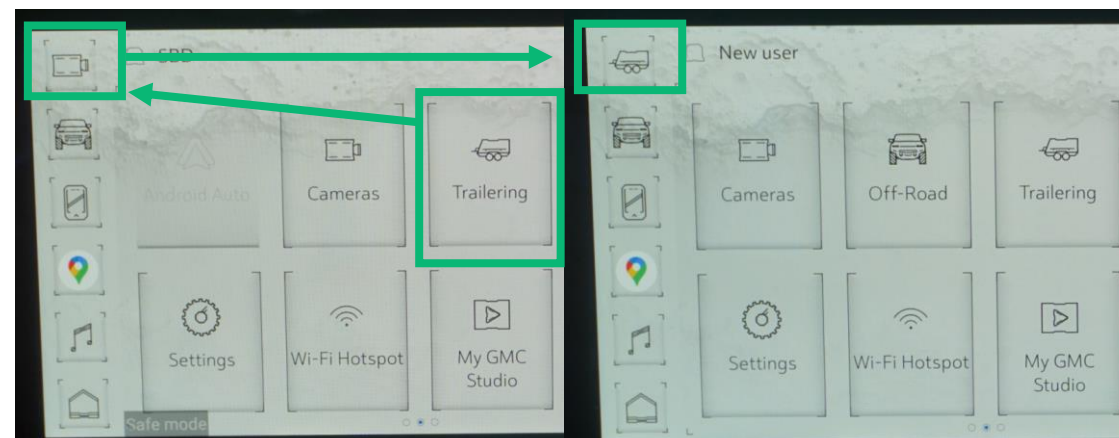 SBD
Android Auto
Cameras
Trailering
Settings
Wi-Fi Hotspot
My GMC
Studio
Safe mode
New user
Cameras
Off-Road
Trailering
Settings
Wi-Fi Hotspot
My GMC
Studio